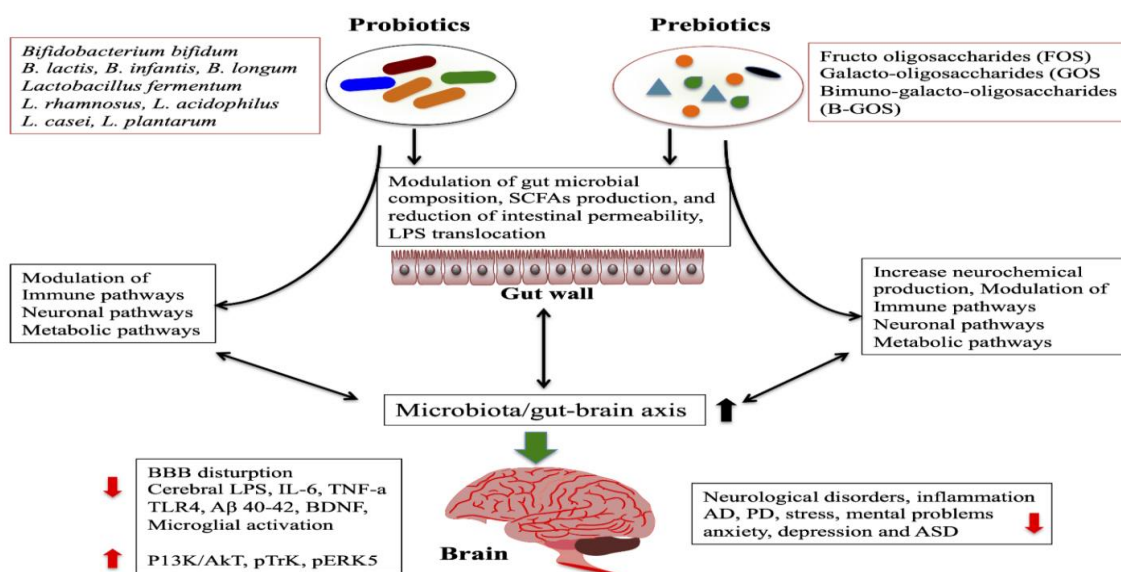 Probiotics
Prebiotics
Bifidobacterium bifidum
B. lactis, B. infantis, B. longum
Lactobacillus fermentum
L. rhamnosus, L. acidophilus
L. casei, L. plantarum
Fructo oligosaccharides (FOS)
Galacto-oligosaccharides (GOS
Bimuno-galacto-oligosaccharides
(B-GOS)
Modulation of gut microbial
composition, SCFAs production, and
reduction of intestinal permeability,
LPS translocation
Gut wall
Modulation of
Immune pathways
Neuronal pathways
Metabolic pathways
Increase neurochemical
production, Modulation of
Immune pathways
Neuronal pathways
Metabolic pathways
Microbiota/gut-brain axis
BBB disturption
Cerebral LPS, IL-6, TNF-a
TLR4, Aβ 40-42, BDNF,
Microglial activation
P13K/AkT, pTrK, pERK5
Brain
Neurological disorders, inflammation
AD, PD, stress, mental problems
anxiety, depression and ASD